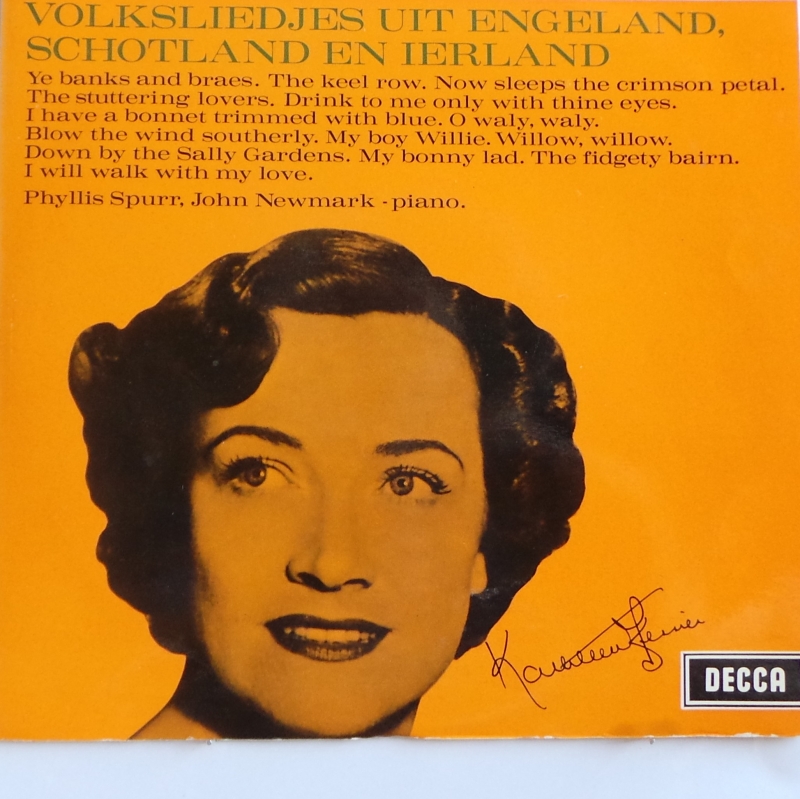 VOLKSLIEDJES UIT ENGELAND,
SCHOTLAND EN IERLAND
Ye banks and braes. The keel row. Now sleeps the crimson petal.
The stuttering lovers. Drink to me only with thine eyes.
I have a bonnet trimmed with blue. O waly, waly.
Blow the wind southerly. My boy Willie. Willow, willow.
Down by the Sally Gardens. My bonny lad. The fidgety bairn.
I will walk with my love.
Phyllis Spurr, John Newmark - piano.
Kathleen Ferrier
DECCA